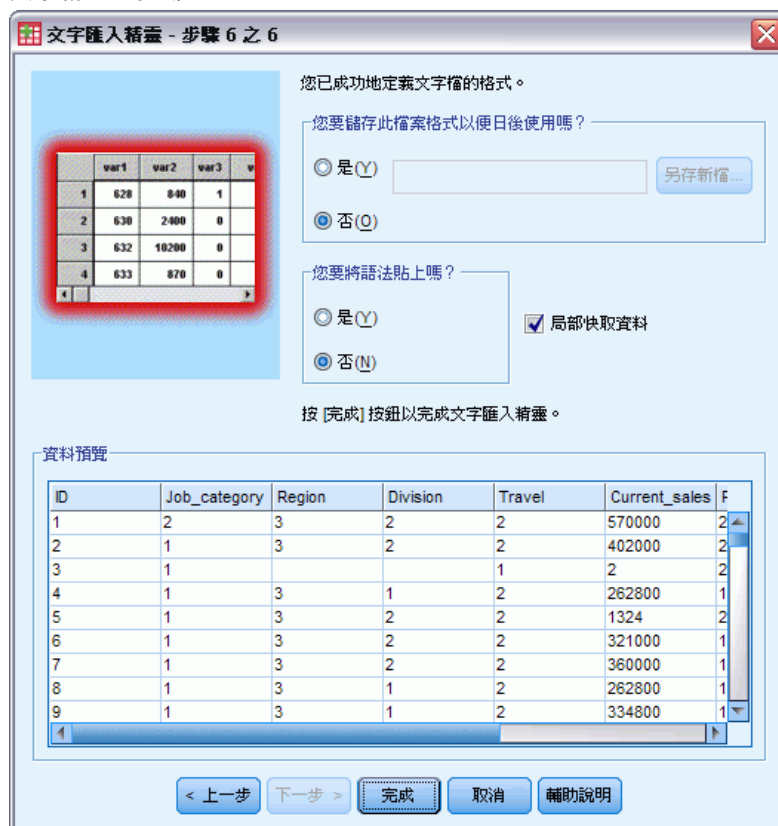 文字匯入精靈 - 步驟 6 之 6
您已成功地定義文字檔的格式。
您要儲存此檔案格式以便日後使用嗎？
是(Y)
另存新檔...
否(O)
var1 var2 var3 v
1 628 840 1
2 630 2400 0
3 632 10200 0
4 633 870 0
您要將語法貼上嗎？
是(Y)
局部快取資料
否(N)
按 [完成] 按鈕以完成文字匯入精靈。
資料預覽
ID Job_category Region Division Travel Current_sales
1 2 3 2 2 570000 2
2 1 3 2 2 402000 2
3 1 1 2 2
4 1 3 1 2 262800 1
5 1 3 2 2 1324 2
6 1 3 2 2 321000 1
7 1 3 2 2 360000 1
8 1 3 1 2 262800 1
9 1 3 1 2 334800 1
< 上一步 下一步 > 完成 取消 輔助說明